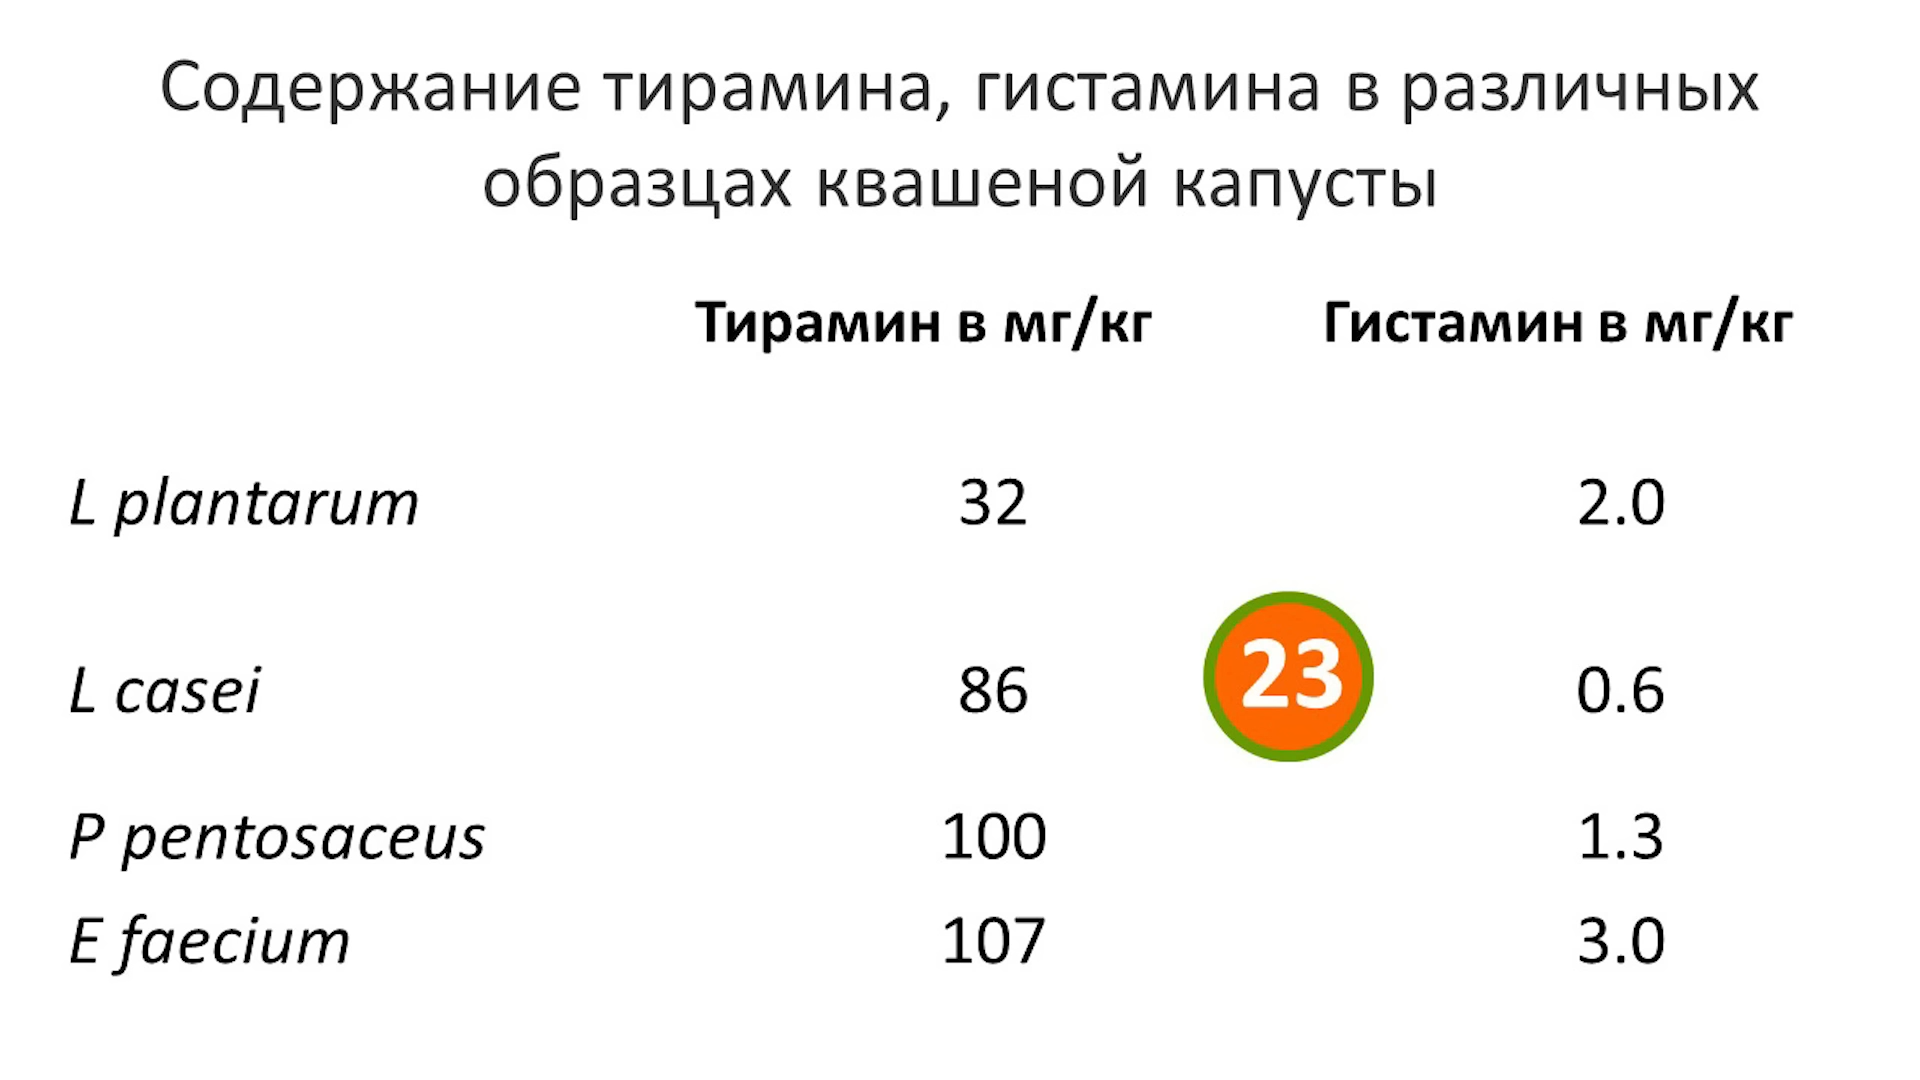 Содержание тирамина, гистамина в различных
образцах квашеной капусты
Тирамин в мг/кг Гистамин в мг/кг
L plantarum 32 2.0
L casei 86 23 0.6
P pentosaceus 100 1.3
E faecium 107 3.0